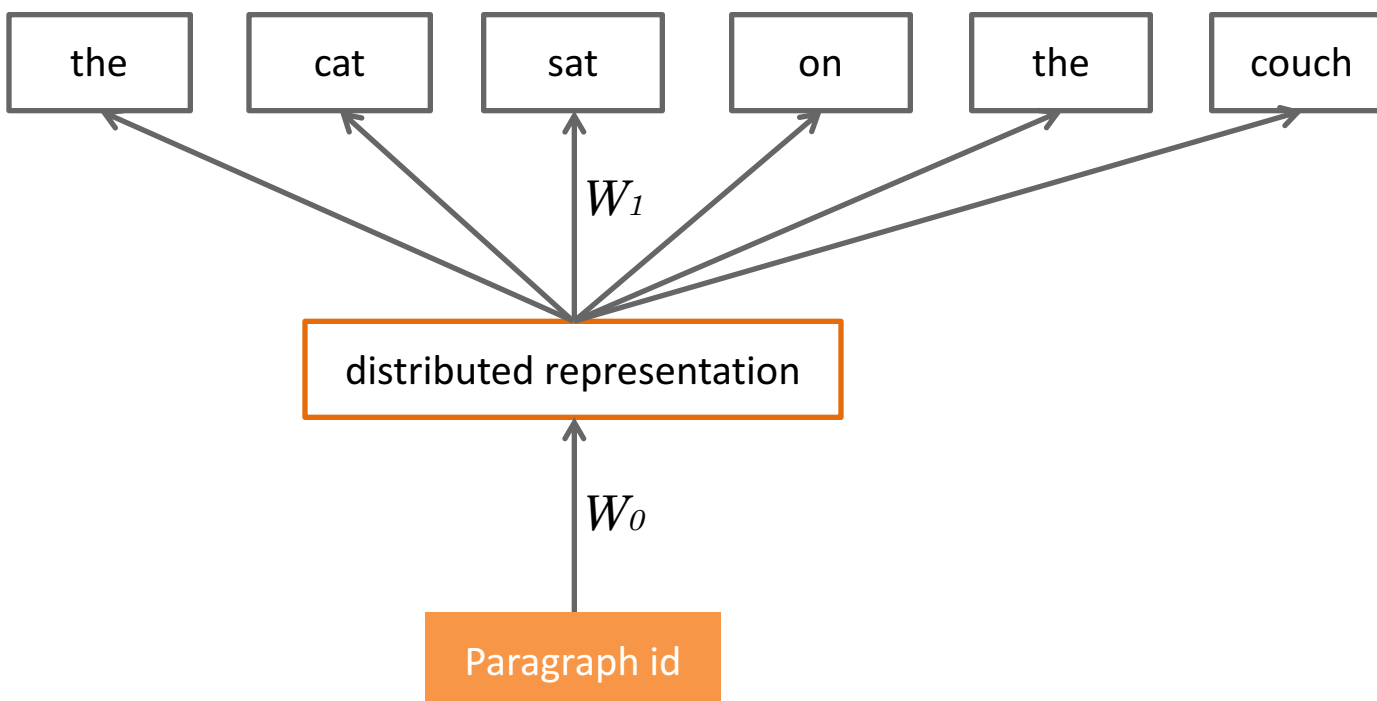 the cat sat on the couch
W1
distributed representation
W0
Paragraph id